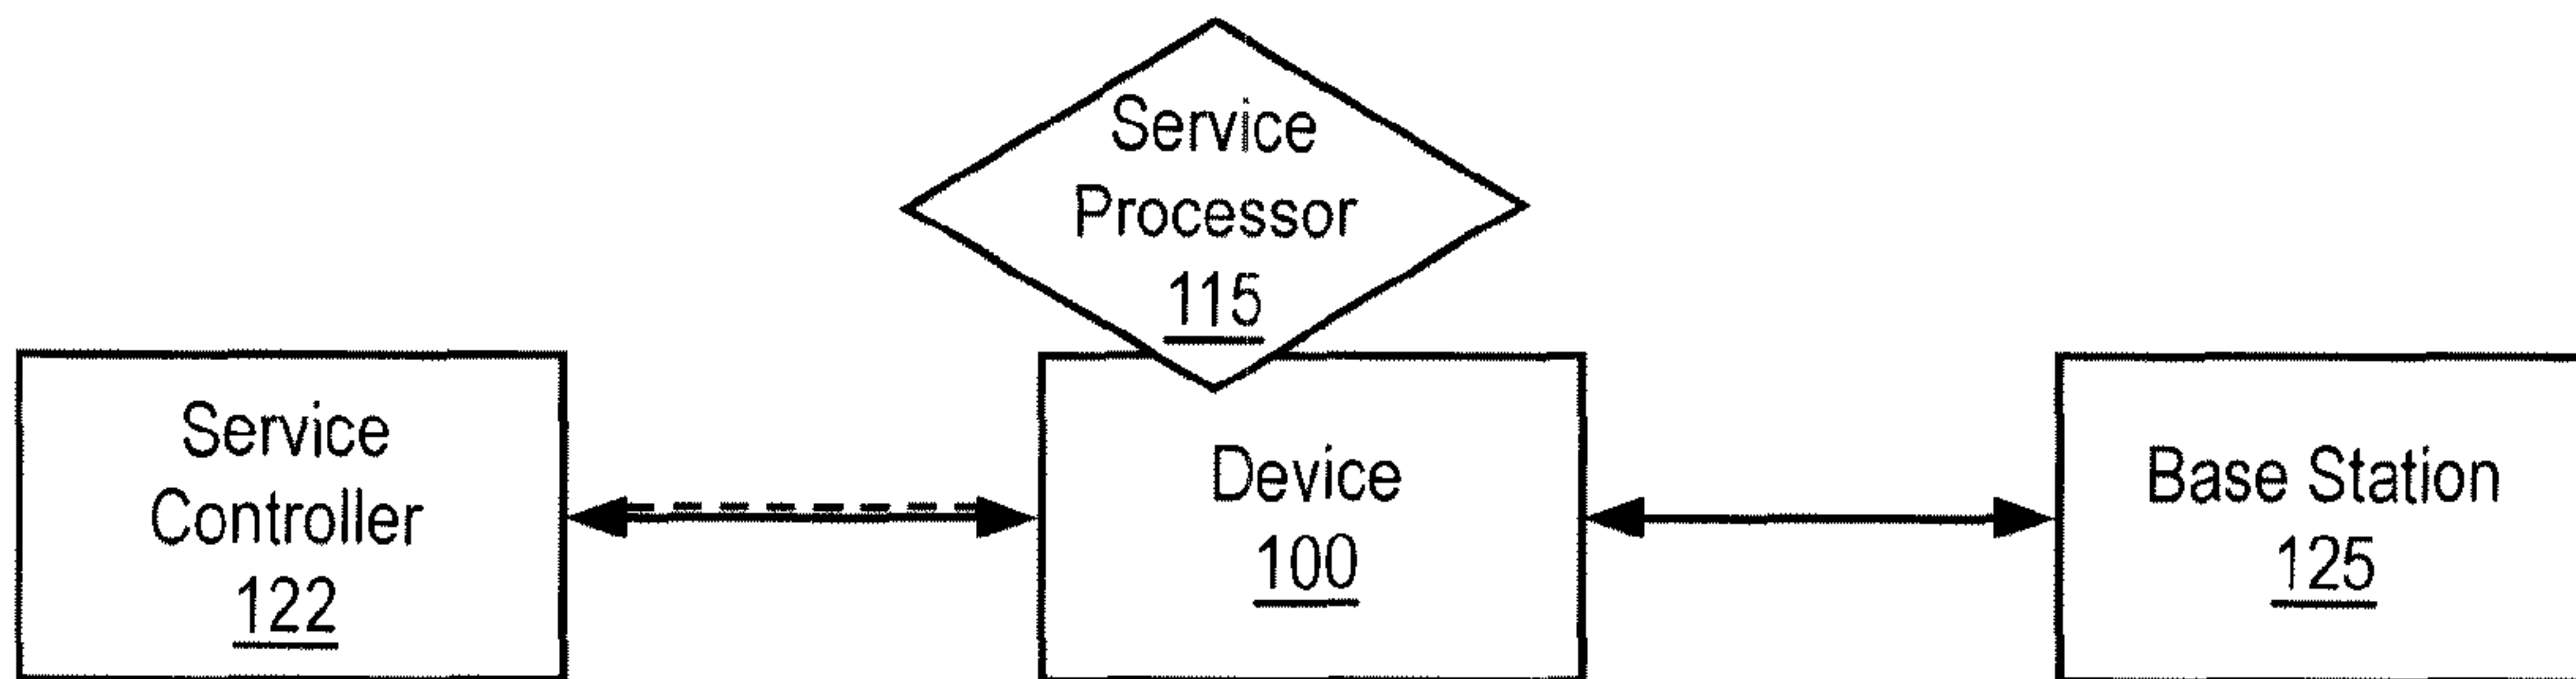 Service
Processor
115
Service
Controller
122
Device
100
Base Station
125